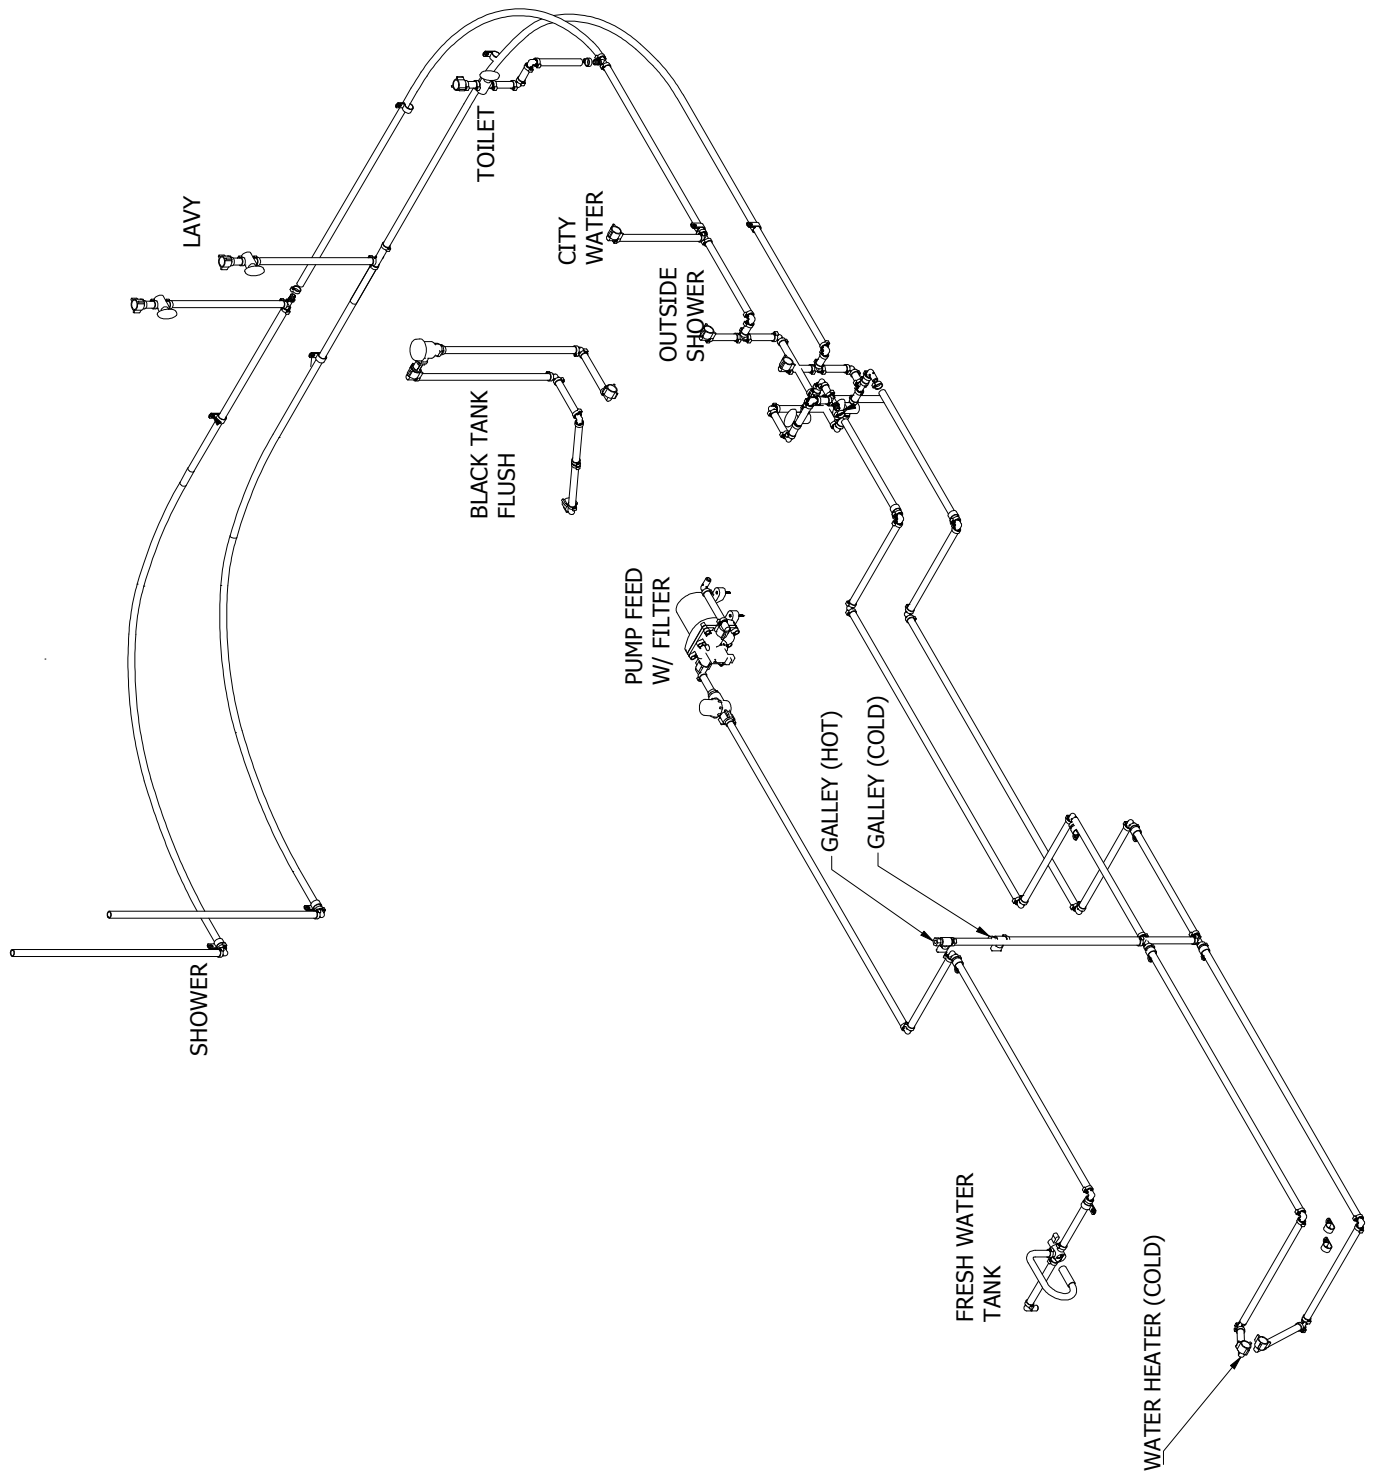 LAVY
TOILET
CITY
WATER
OUTSIDE
SHOWER
BLACK TANK
FLUSH
PUMP FEED
W/ FILTER
GALLEY (HOT)
GALLEY (COLD)
SHOWER
FRESH WATER
TANK
WATER HEATER (COLD)